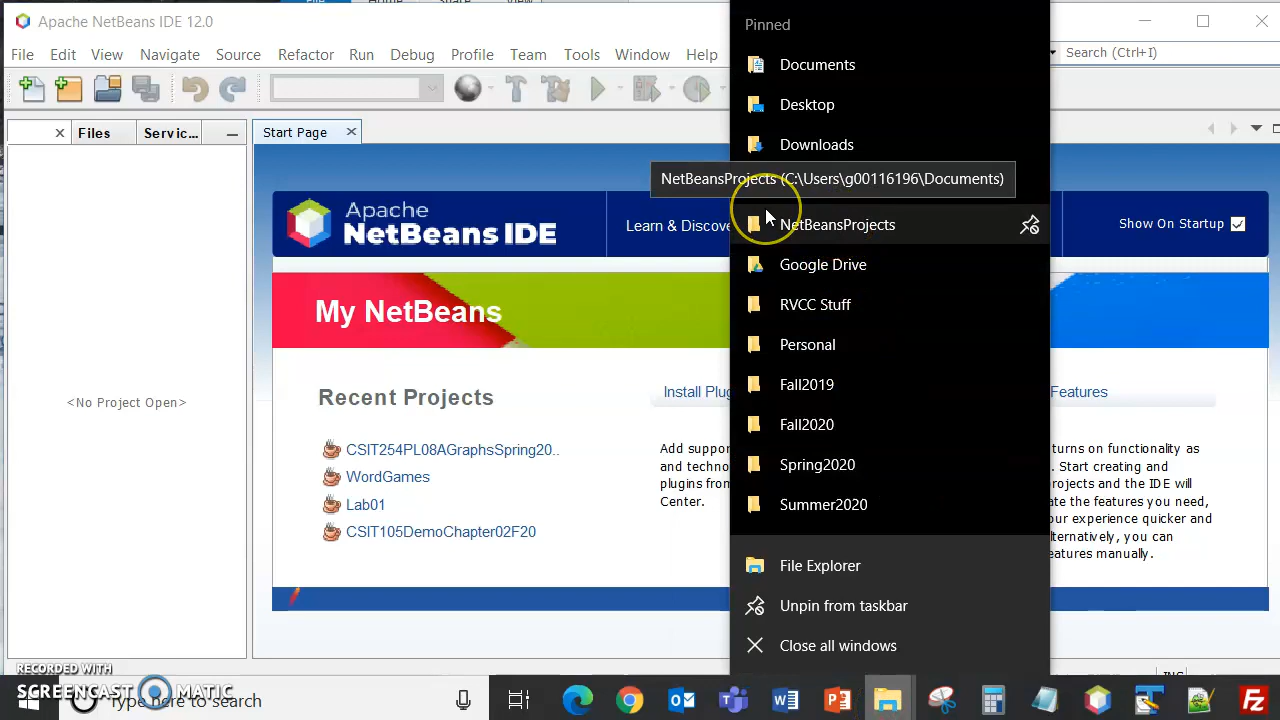 Apache NetBeans IDE 12.0
File Edit View Navigate Source Refactor Run Debug Profile Team Tools Window Help
Search (Ctrl+I)
Files
Servic...
Start Page
Apache
NetBeans IDE
Learn & Discove
Show On Startup
My NetBeans
Recent Projects
CSIT254PL08AGraphsSpring20..
WordGames
Lab01
CSIT105DemoChapter02F20
<No Project Open>
Install Plug
Add suppor
and techno
plugins from
Center.
Features
turns on functionality as
. Start creating and
projects and the IDE will
ate the features you need,
our experience quicker and
lternatively, you can
eatures manually.
Pinned
Documents
Desktop
Downloads
NetBeansProjects (C:\Users\g00116196\Documents)
NetBeansProjects
Google Drive
RVCC Stuff
Personal
Fall2019
Fall2020
Spring2020
Summer2020
File Explorer
Unpin from taskbar
Close all windows
RECORDED WITH
SCREENCAST MATIC
Type here to search